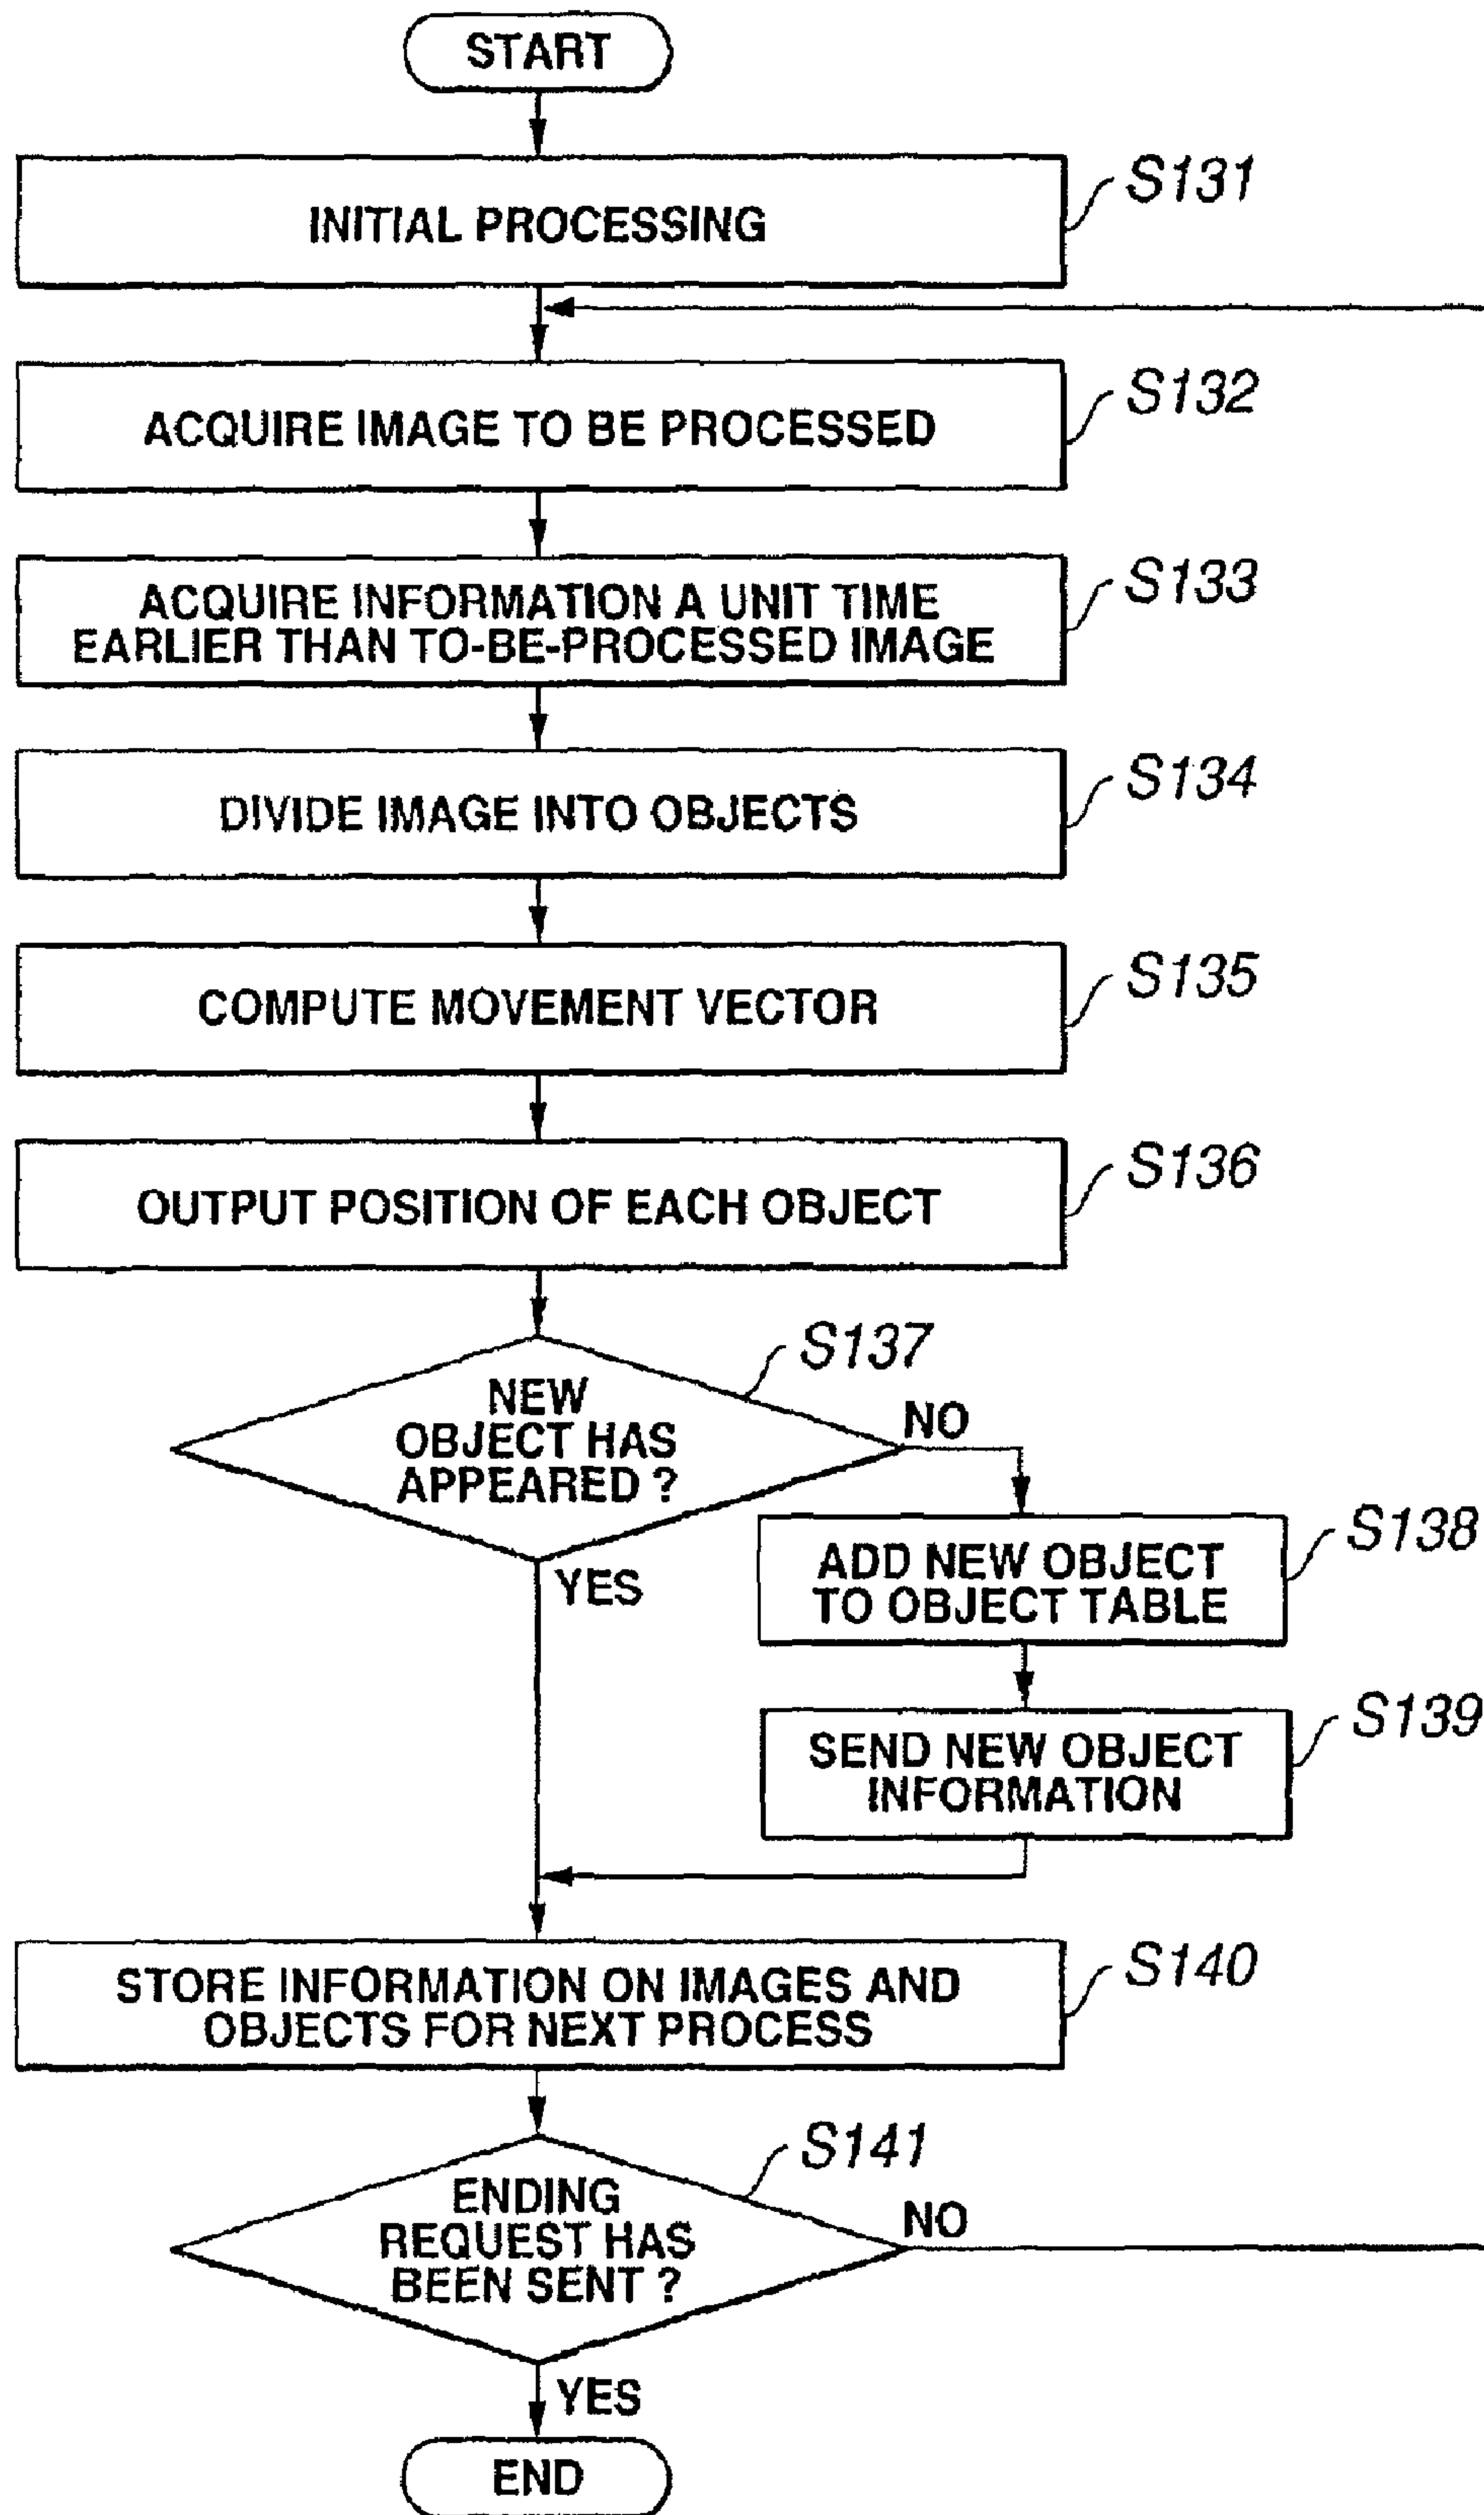 START
INITIAL PROCESSING
S131
ACQUIRE IMAGE TO BE PROCESSED
S132
ACQUIRE INFORMATION A UNIT TIME
EARLIER THAN TO-BE-PROCESSED IMAGE
S133
DIVIDE IMAGE INTO OBJECTS
S134
COMPUTE MOVEMENT VECTOR
S135
OUTPUT POSITION OF EACH OBJECT
S136
NEW
OBJECT HAS
APPEARED ?
S137
NO
YES
ADD NEW OBJECT
TO OBJECT TABLE
S138
SEND NEW OBJECT
INFORMATION
S139
STORE INFORMATION ON IMAGES AND
OBJECTS FOR NEXT PROCESS
S140
ENDING
REQUEST HAS
BEEN SENT ?
S141
NO
YES
END